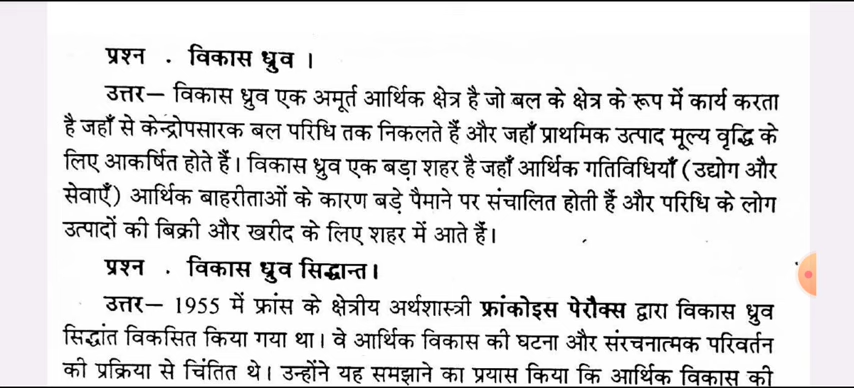 प्रश्न . विकास ध्रुव ।
उत्तर– विकास ध्रुव एक अमूर्त आर्थिक क्षेत्र है जो बल के क्षेत्र के रूप में कार्य करता
है जहाँ से केन्द्रोपसारक बल परिधि तक निकलते हैं और जहाँ प्राथमिक उत्पाद मूल्य वृद्धि के
लिए आकर्षित होते हैं। विकास ध्रुव एक बड़ा शहर है जहाँ आर्थिक गतिविधियाँ (उद्योग और
सेवाएँ) आर्थिक बाहरीताओं के कारण बड़े पैमाने पर संचालित होती हैं और परिधि के लोग
उत्पादों की बिक्री और खरीद के लिए शहर में आते हैं।
प्रश्न . विकास ध्रुव सिद्धान्त।
उत्तर– 1955 में फ्रांस के क्षेत्रीय अर्थशास्त्री फ्रांकोइस पेरौक्स द्वारा विकास ध्रुव
सिद्धांत विकसित किया गया था। वे आर्थिक विकास की घटना और संरचनात्मक परिवर्तन
की प्रक्रिया से चिंतित थे। उन्होंने यह समझाने का प्रयास किया कि आर्थिक विकास की